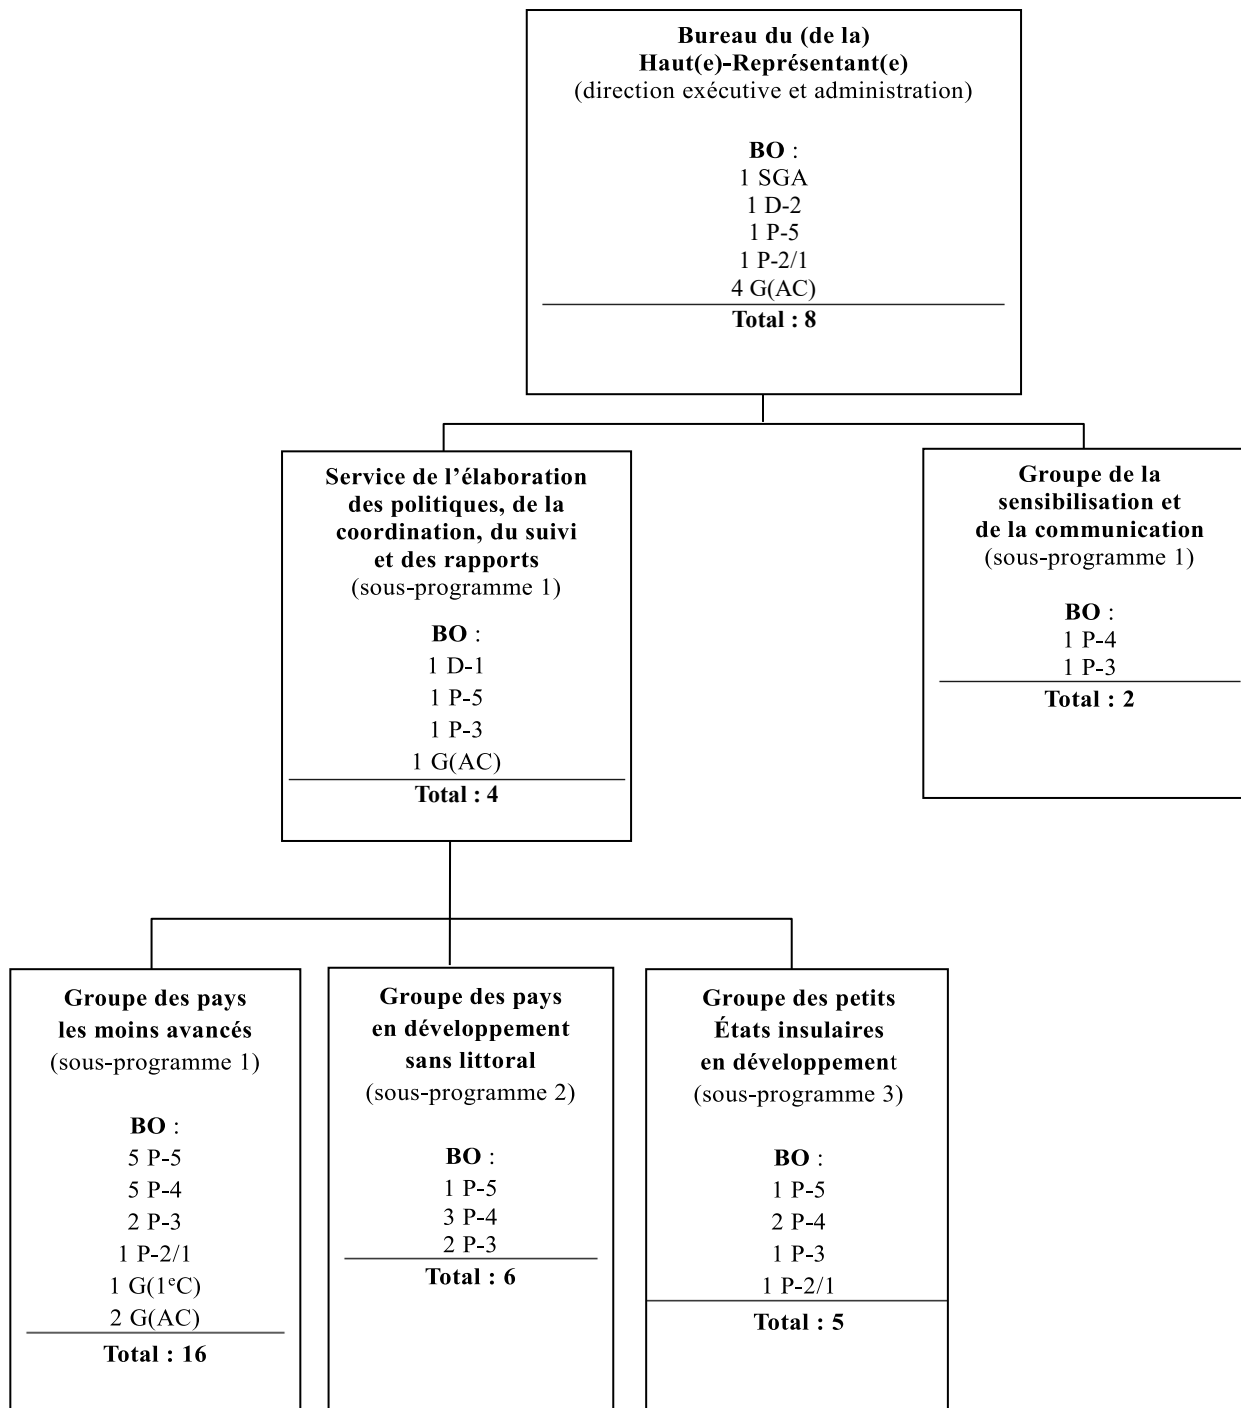 Bureau du (de la)
Haut(e)-Représentant(e)
(direction exécutive et administration)
BO :
1 SGA
1 D-2
1 P-5
1 P-2/1
4 G(AC)
Total : 8
Service de l’élaboration
des politiques, de la
coordination, du suivi
et des rapports
(sous-programme 1)
BO :
1 D-1
1 P-5
1 P-3
1 G(AC)
Total : 4
Groupe de la
sensibilisation et
de la communication
(sous-programme 1)
BO :
1 P-4
1 P-3
Total : 2
Groupe des pays
les moins avancés
(sous-programme 1)
BO :
5 P-5
5 P-4
2 P-3
1 P-2/1
1 G(1ᵉC)
2 G(AC)
Total : 16
Groupe des pays
en développement
sans littoral
(sous-programme 2)
BO :
1 P-5
3 P-4
2 P-3
Total : 6
Groupe des petits
États insulaires
en développement
(sous-programme 3)
BO :
1 P-5
2 P-4
1 P-3
1 P-2/1
Total : 5